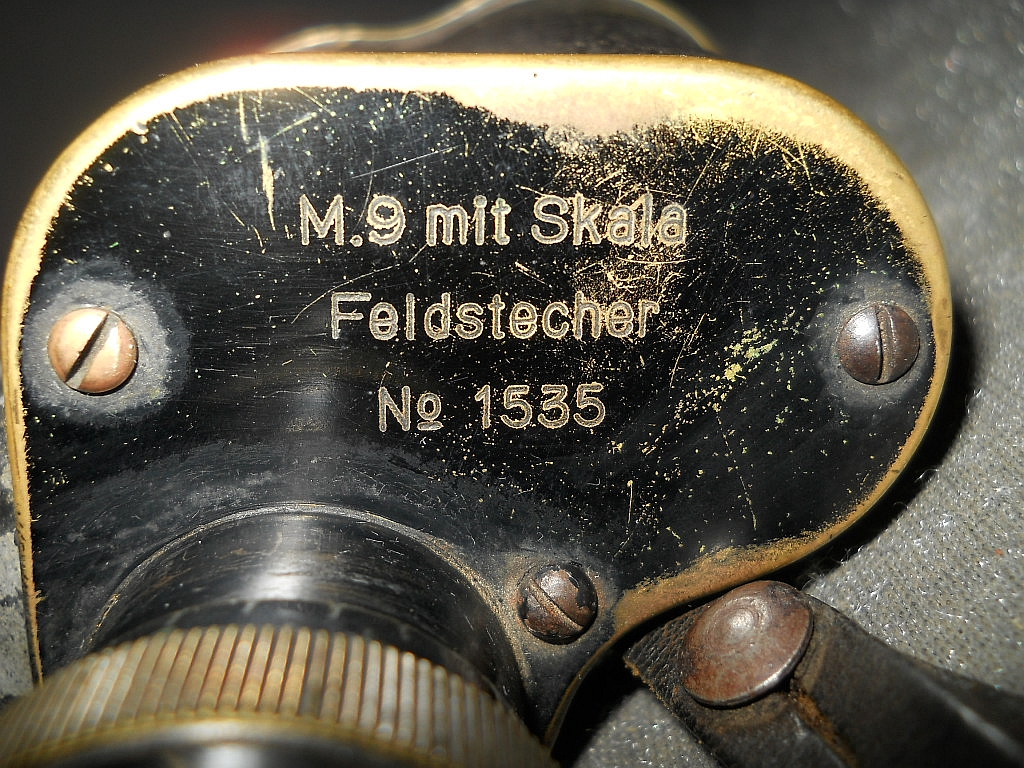 M.9 mit Skala
Feldstecher
№ 1535